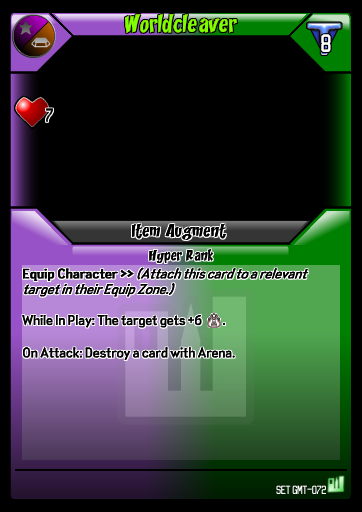 Worldcleaver
8
7
Item Augment
Hyper Rank
Equip Character >> (Attach this card to a relevant
target in their Equip Zone.)
While In Play: The target gets +6 .
On Attack: Destroy a card with Arena.
SET GMT-072